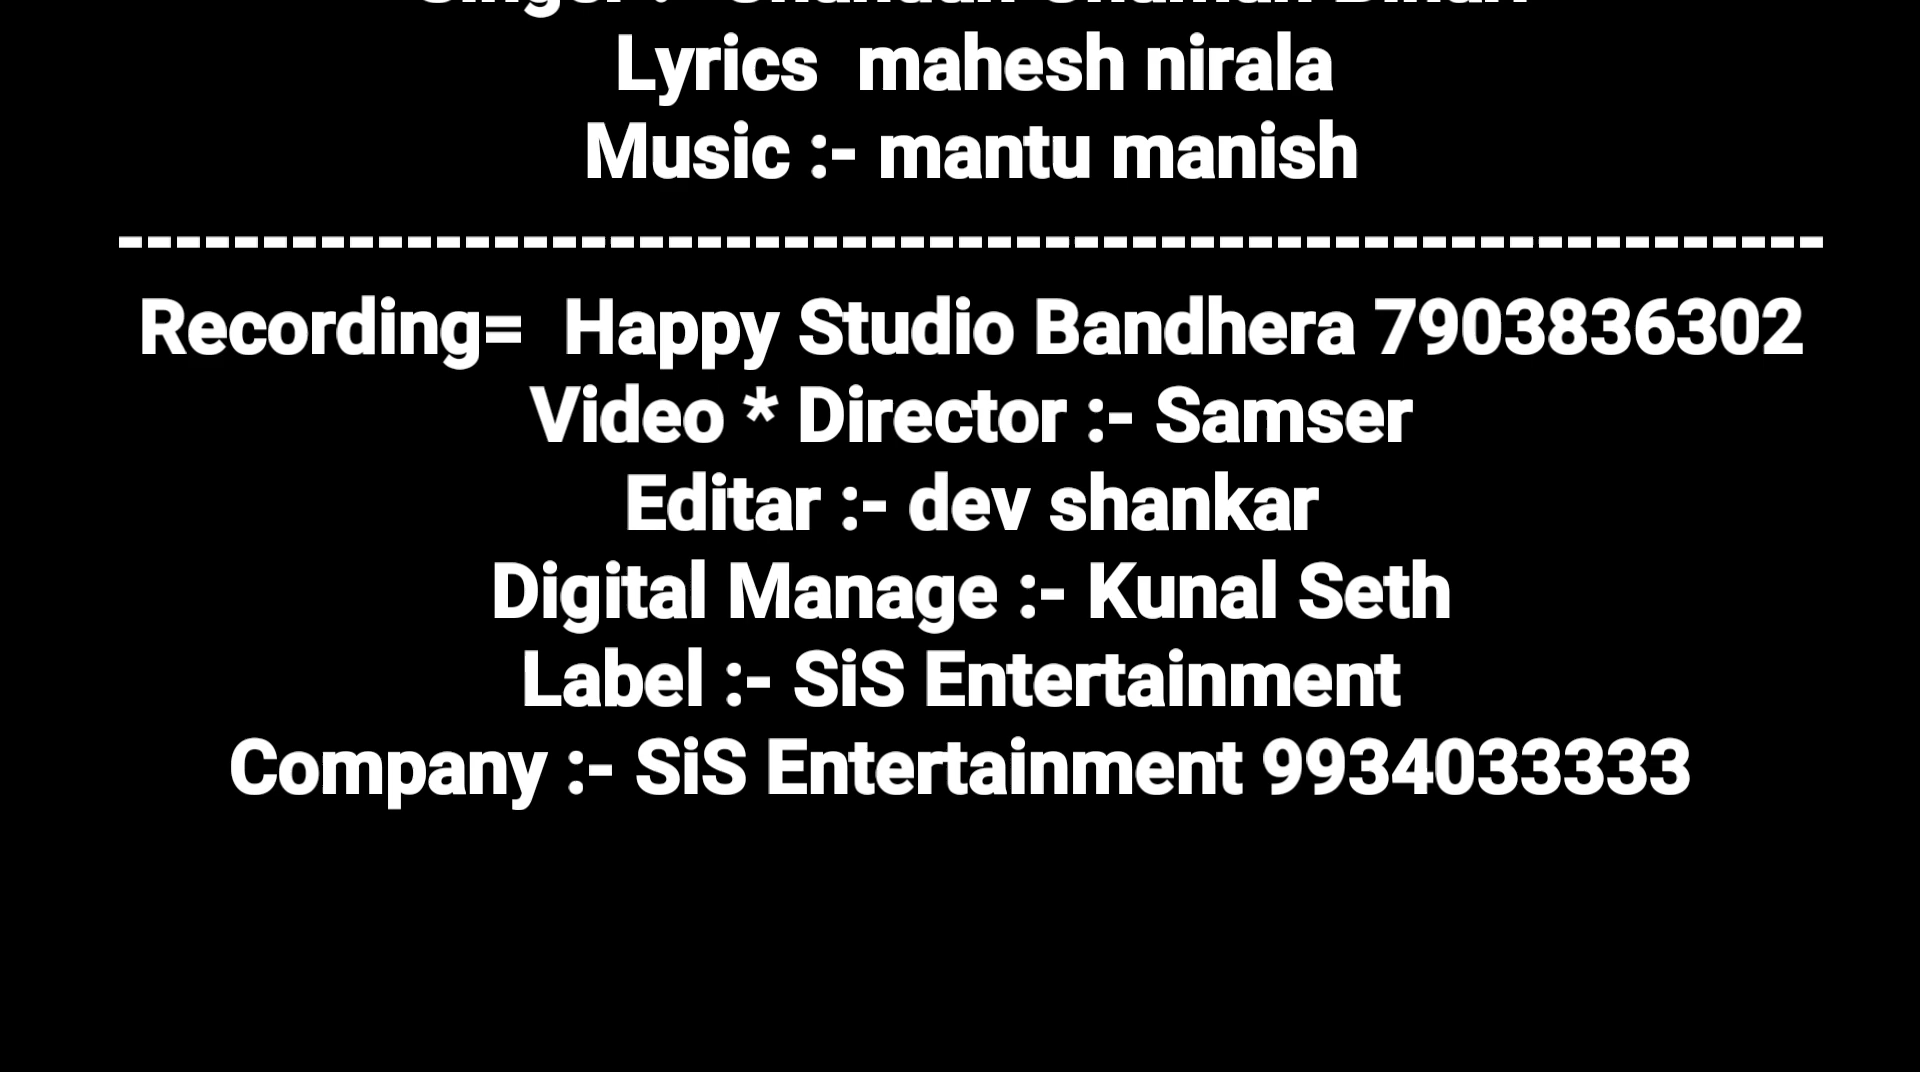 Lyrics  mahesh nirala
Music :- mantu manish
-----------------------------------------------------------
Recording=  Happy Studio Bandhera 7903836302
Video * Director :- Samser
Editar :- dev shankar
Digital Manage :- Kunal Seth
Label :- SiS Entertainment
Company :- SiS Entertainment 9934033333